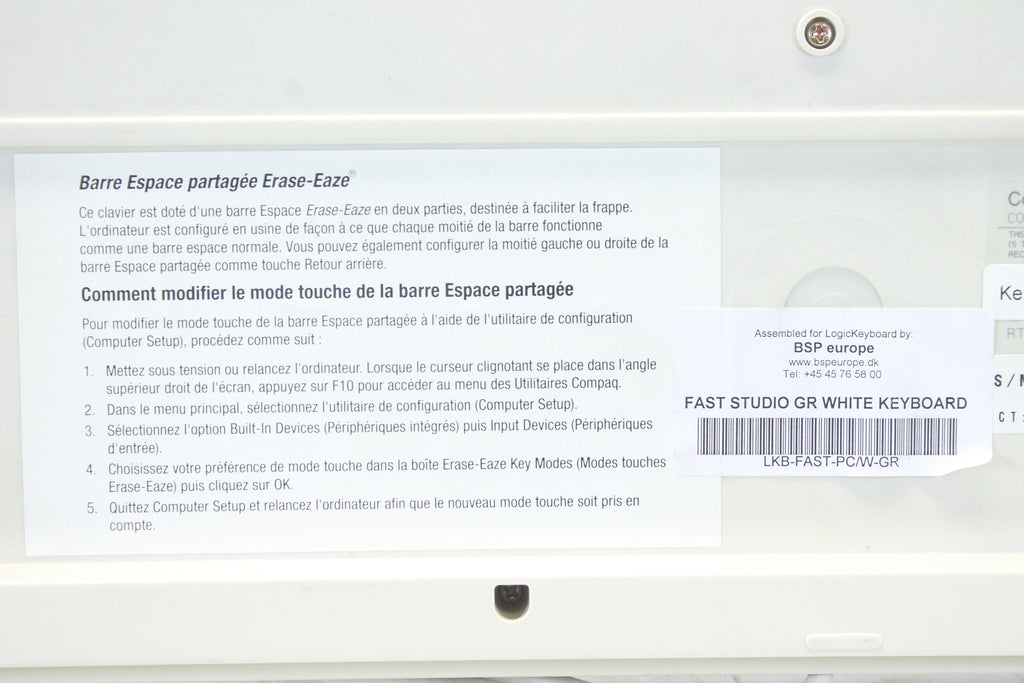 Barre Espace partagée Erase-Eaze®
Ce clavier est doté d'une barre Espace Erase-Eaze en deux parties, destinée à faciliter la frappe.
L'ordinateur est configuré en usine de façon à ce que chaque moitié de la barre fonctionne
comme une barre espace normale. Vous pouvez également configurer la moitié gauche ou droite de la
barre Espace partagée comme touche Retour arrière.
Comment modifier le mode touche de la barre Espace partagée
Pour modifier le mode touche de la barre Espace partagée à l'aide de l'utilitaire de configuration
(Computer Setup), procédez comme suit :
1. Mettez sous tension ou relancez l'ordinateur. Lorsque le curseur clignotant se place dans l'angle
supérieur droit de l'écran, appuyez sur F10 pour accéder au menu des Utilitaires Compaq.
2. Dans le menu principal, sélectionnez l'utilitaire de configuration (Computer Setup).
3. Sélectionnez l'option Built-In Devices (Périphériques intégrés) puis Input Devices (Périphériques
d'entrée).
4. Choisissez votre préférence de mode touche dans la boîte Erase-Eaze Key Modes (Modes touches
Erase-Eaze) puis cliquez sur OK.
5. Quittez Computer Setup et relancez l'ordinateur afin que le nouveau mode touche soit pris en
compte.
Assembled for LogicKeyboard by:
BSP europe
www.bspeurope.dk
Tel: +45 45 76 58 00
FAST STUDIO GR WHITE KEYBOARD
LKB-FAST-PC/W-GR
Co
CO
THIS
(1) T
REC
Ke
RT
S/N
CT: